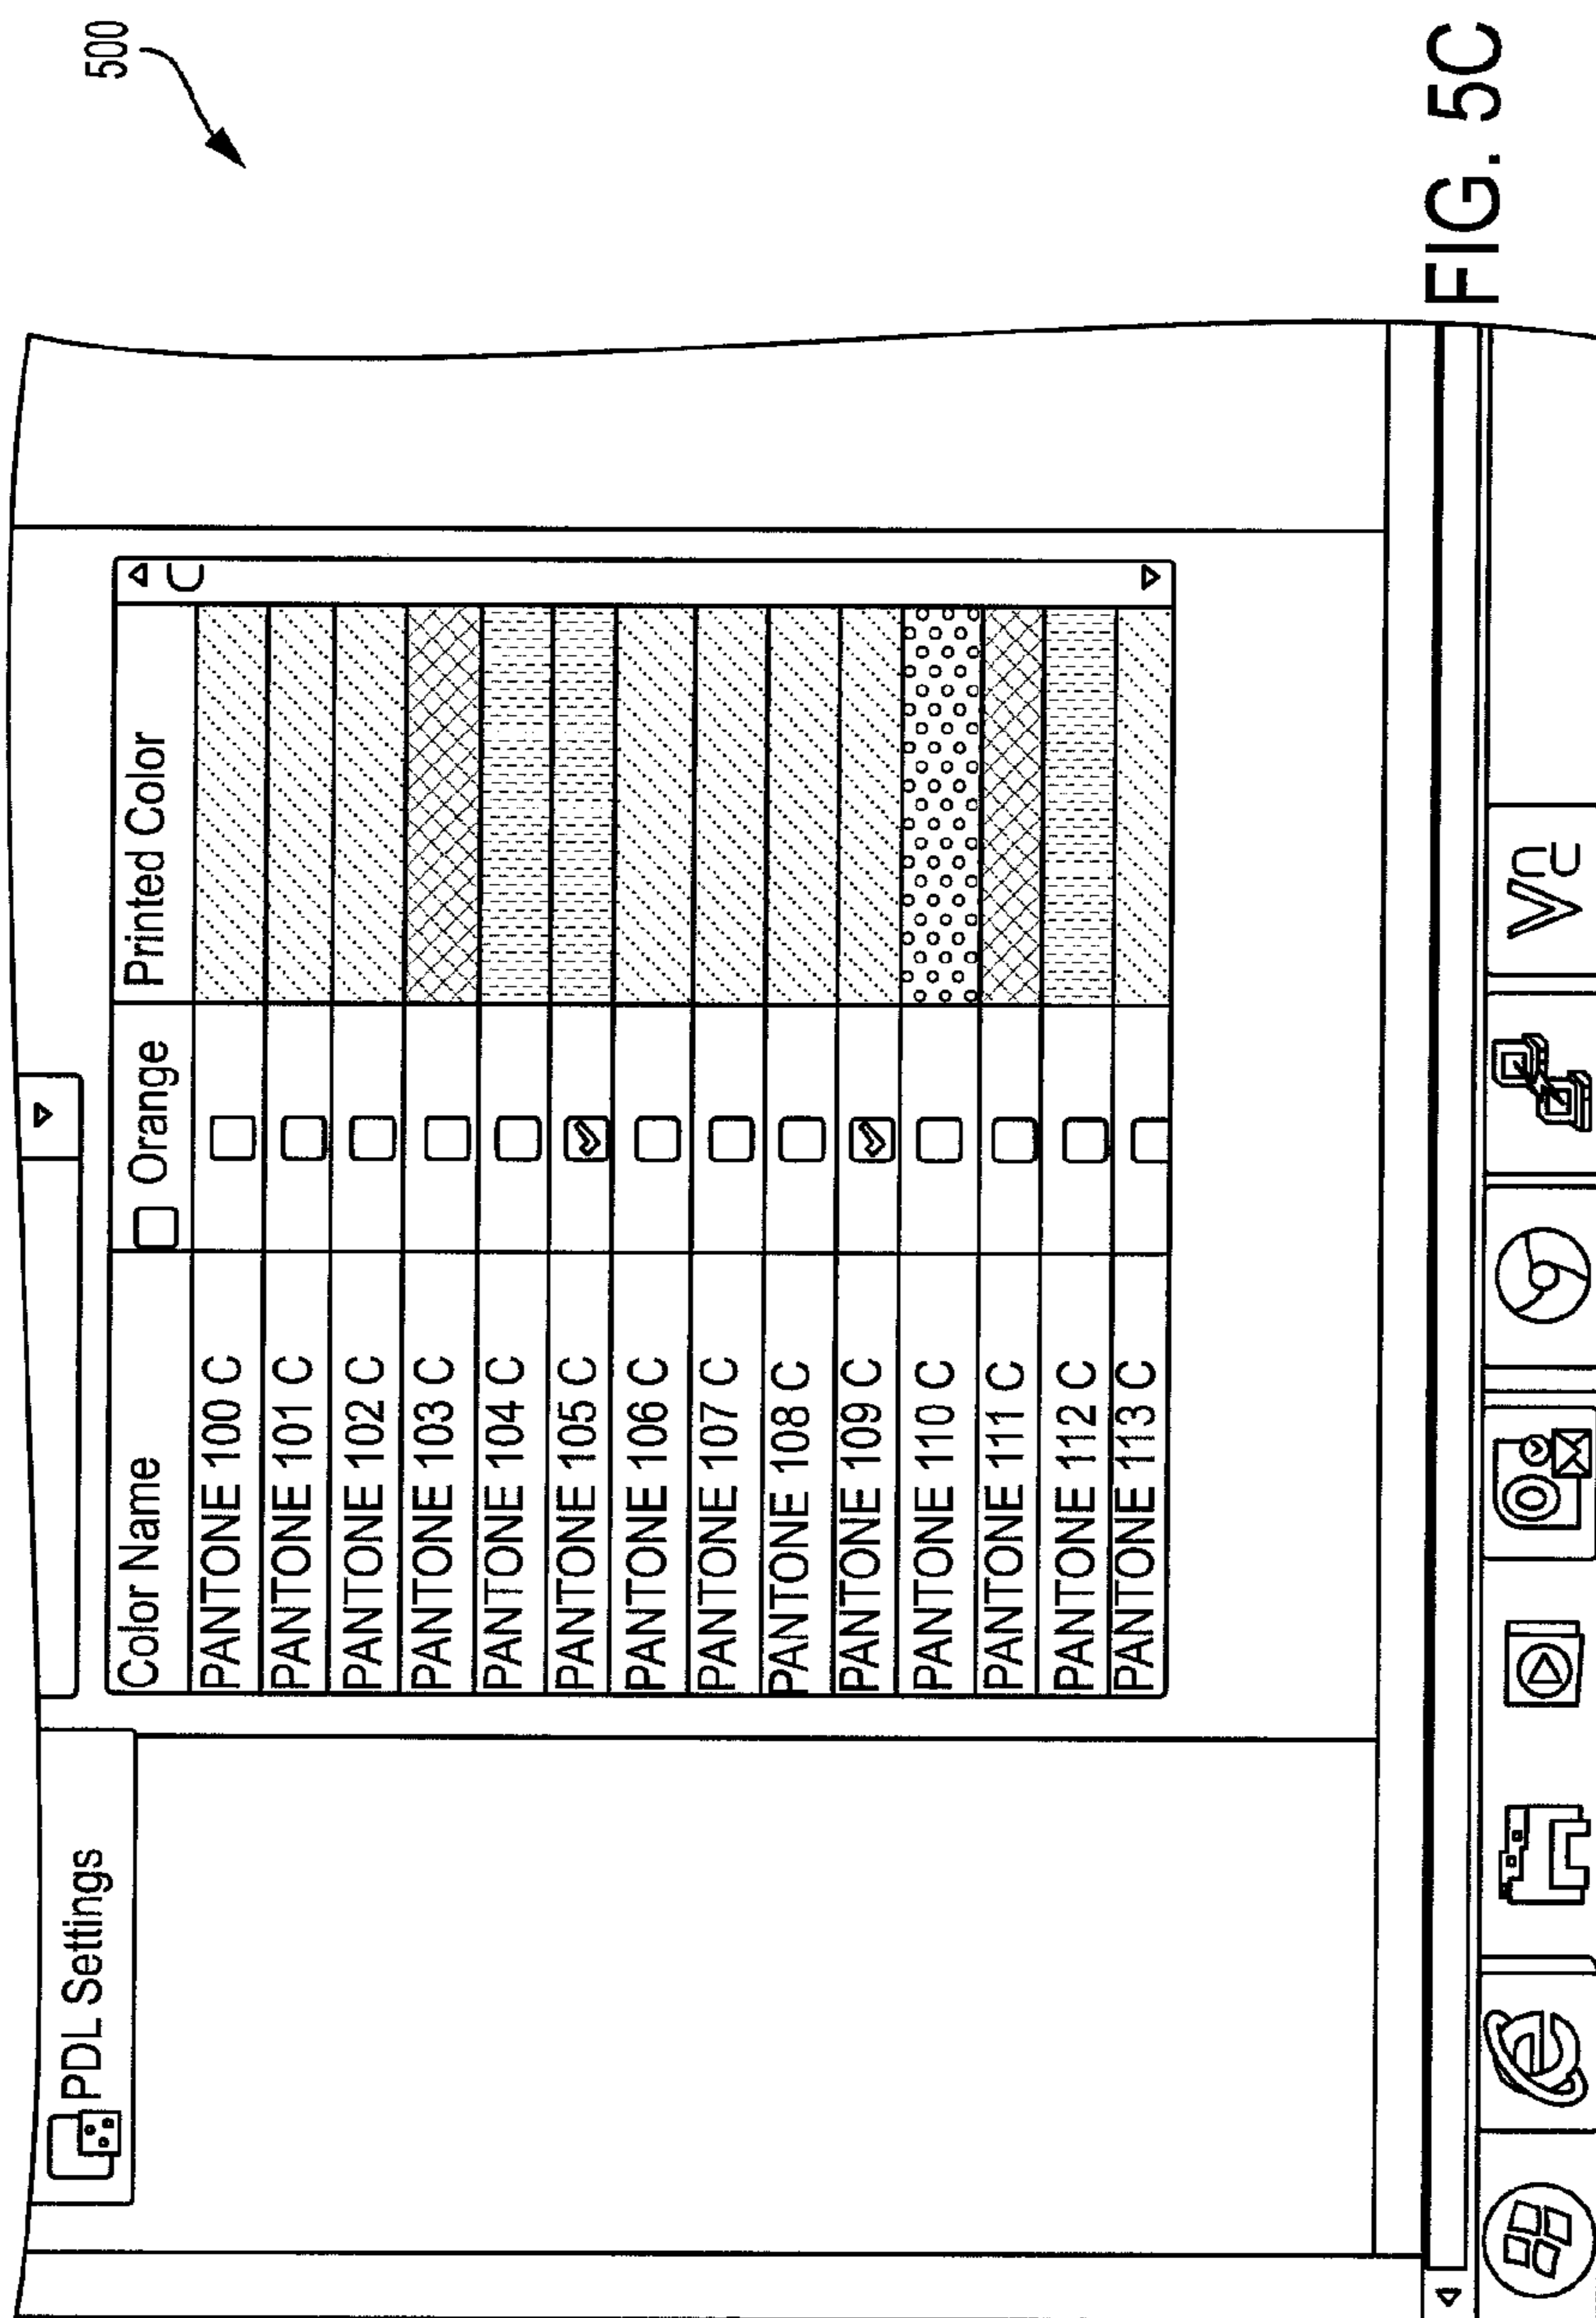 500
PDL Settings
Color Name Orange Printed Color
PANTONE 100 C
PANTONE 101 C
PANTONE 102 C
PANTONE 103 C
PANTONE 104 C
PANTONE 105 C
PANTONE 106 C
PANTONE 107 C
PANTONE 108 C
PANTONE 109 C
PANTONE 110 C
PANTONE 111 C
PANTONE 112 C
PANTONE 113 C
FIG. 5C